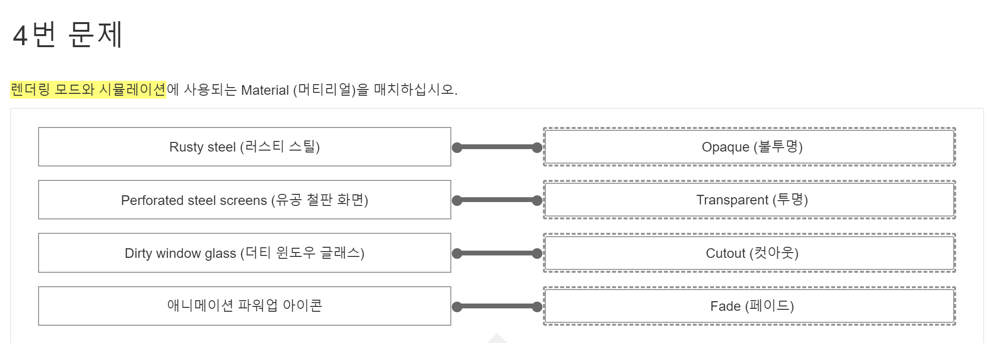 4번 문제
렌더링 모드와 시뮬레이션에 사용되는 Material (머티리얼)을 매치하십시오.
Rusty steel (러스티 스틸)
Opaque (불투명)
Perforated steel screens (유공 철판 화면)
Transparent (투명)
Dirty window glass (더티 윈도우 글래스)
Cutout (컷아웃)
애니메이션 파워업 아이콘
Fade (페이드)